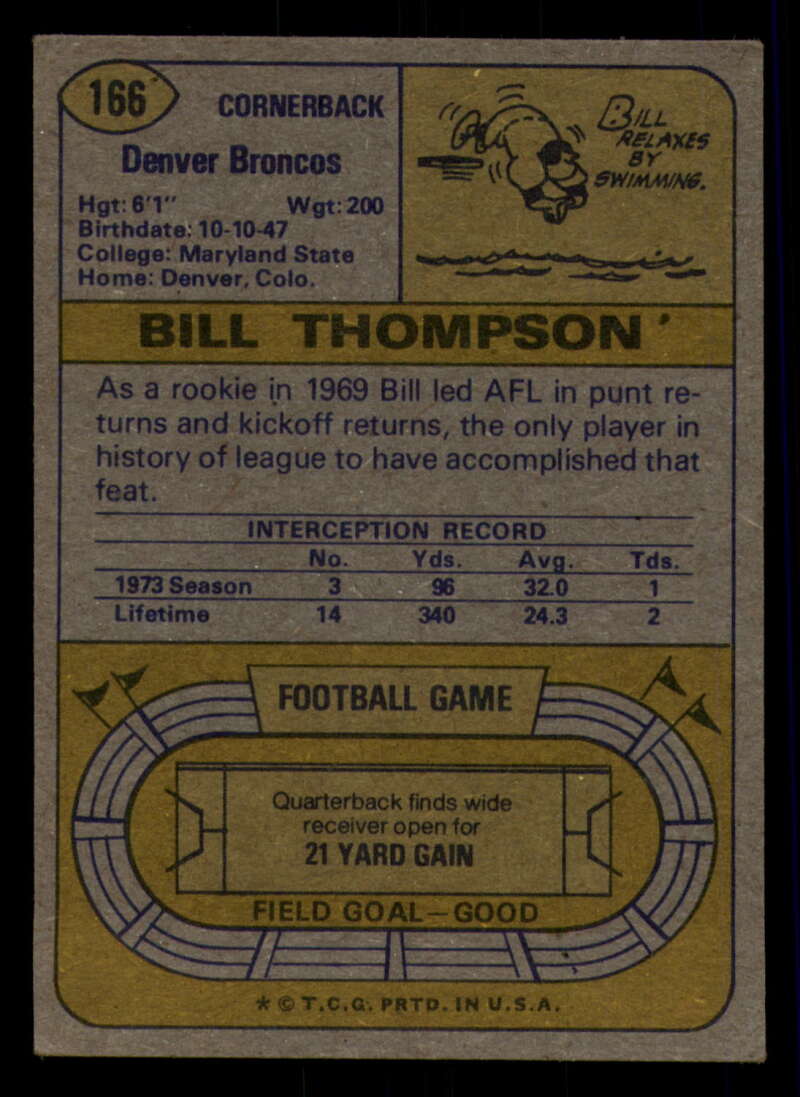 166
CORNERBACK
Denver Broncos
Hgt: 6'1" Wgt: 200
Birthdate: 10-10-47
College: Maryland State
Home: Denver, Colo.
BILL
RELAXES
BY
SWIMMING.
BILL THOMPSON
As a rookie in 1969 Bill led AFL in punt re-
turns and kickoff returns, the only player in
history of league to have accomplished that
feat.
INTERCEPTION RECORD
No. Yds. Avg. Tds.
1973 Season 3 96 32.0 1
Lifetime 14 340 24.3 2
FOOTBALL GAME
Quarterback finds wide
receiver open for
21 YARD GAIN
FIELD GOAL—GOOD
* © T.C.G. PRTD. IN U.S.A.